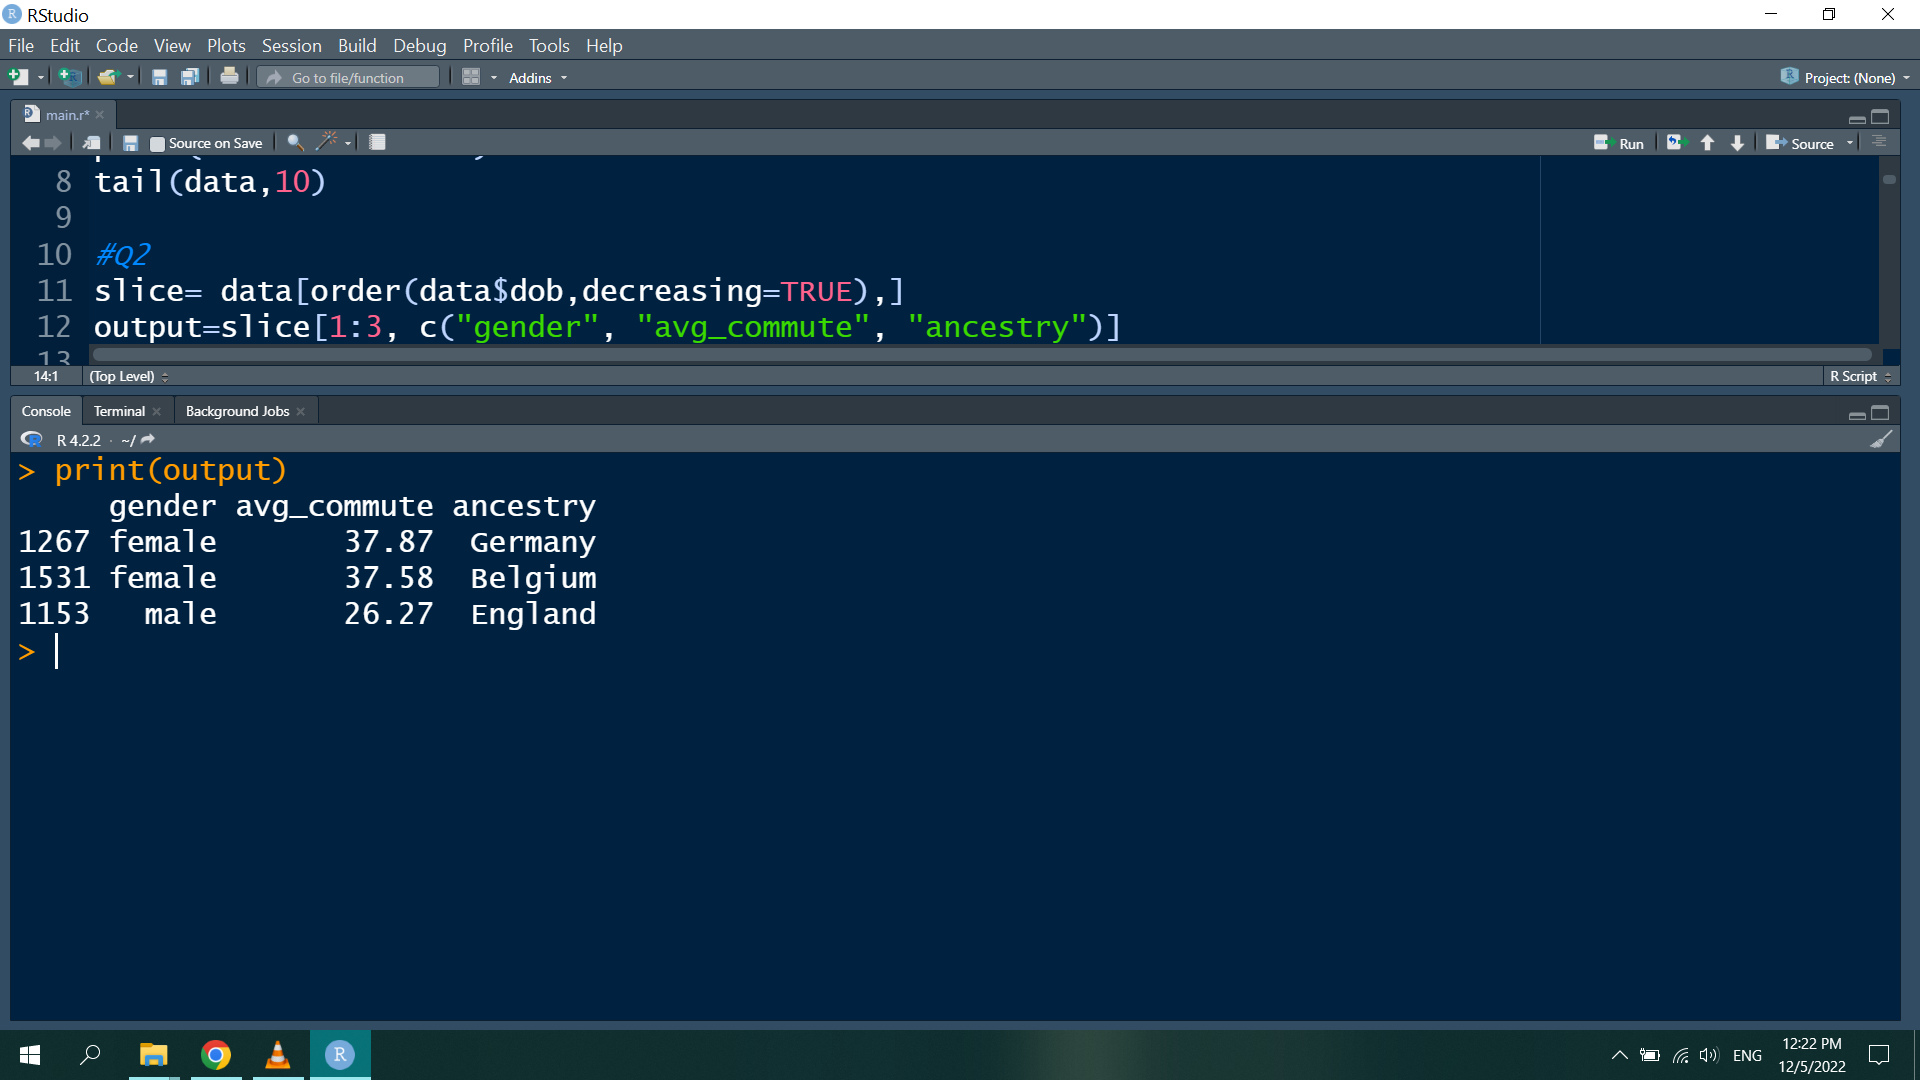 RStudio
File Edit Code View Plots Session Build Debug Profile Tools Help
Go to file/function Addins Project: (None)
main.r*
Source on Save Run Source
8 tail(data,10)
9
10 #Q2
11 slice= data[order(data$dob,decreasing=TRUE),]
12 output=slice[1:3, c("gender", "avg_commute", "ancestry")]
13
14:1 (Top Level) R Script
Console Terminal Background Jobs
R 4.2.2 · ~/
> print(output)
gender avg_commute ancestry
1267 female 37.87 Germany
1531 female 37.58 Belgium
1153 male 26.27 England
>
ENG
12:22 PM
12/5/2022